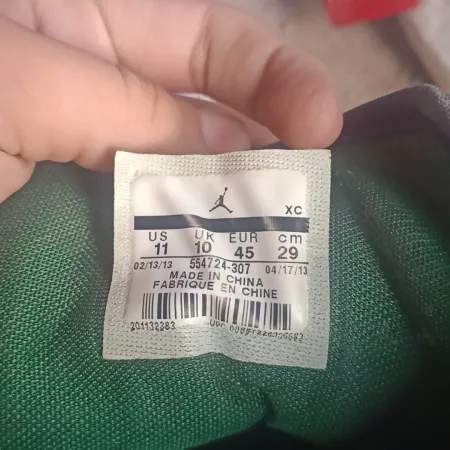 XC
US UK EUR cm
11 10 45 29
02/13/13 554724-307 04/17/13
MADE IN CHINA
FABRIQUE EN CHINE
201132383